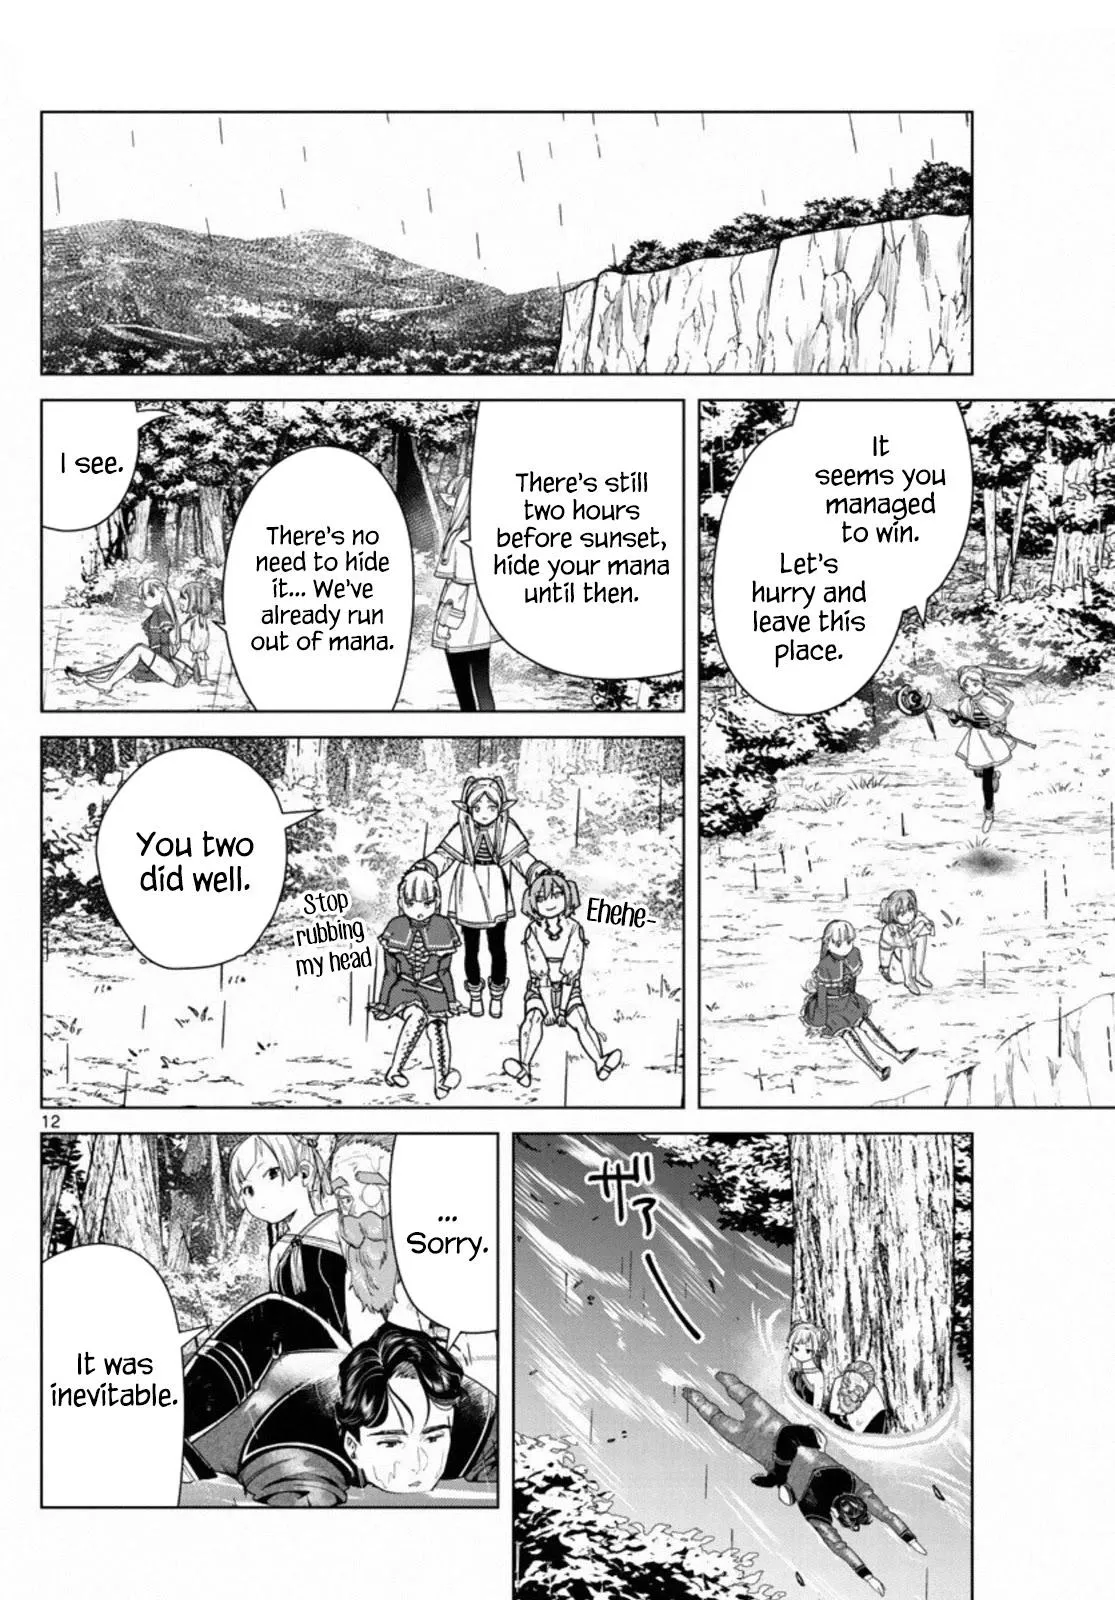 It
seems you
managed
to win.
Let's
hurry and
leave this
place.
There's still
two hours
before sunset,
hide your mana
until then.
There's no
need to hide
it... We've
already run
out of mana.
I see.
You two
did well.
Stop
rubbing
my head
Ehehe-
12
ザァ
...
Sorry.
It was
inevitable.